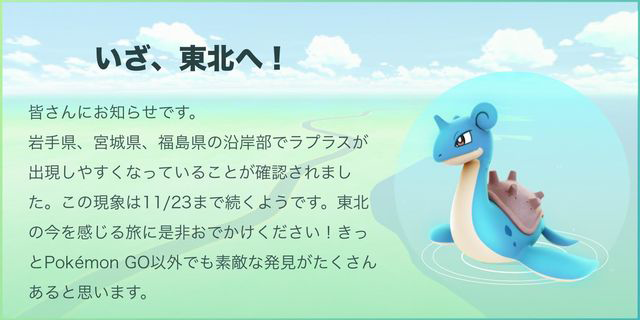 いざ、東北へ！
皆さんにお知らせです。
岩手県、宮城県、福島県の沿岸部でラプラスが
出現しやすくなっていることが確認されまし
た。この現象は11/23まで続くようです。東北
の今を感じる旅に是非おでかけください！きっ
とPokémon GO以外でも素敵な発見がたくさん
あると思います。